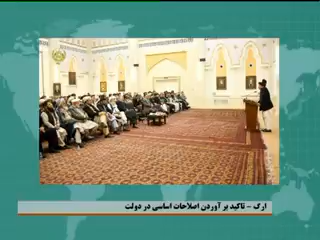 ارگ - تاکید بر آوردن اصلاحات اساسی در دولت